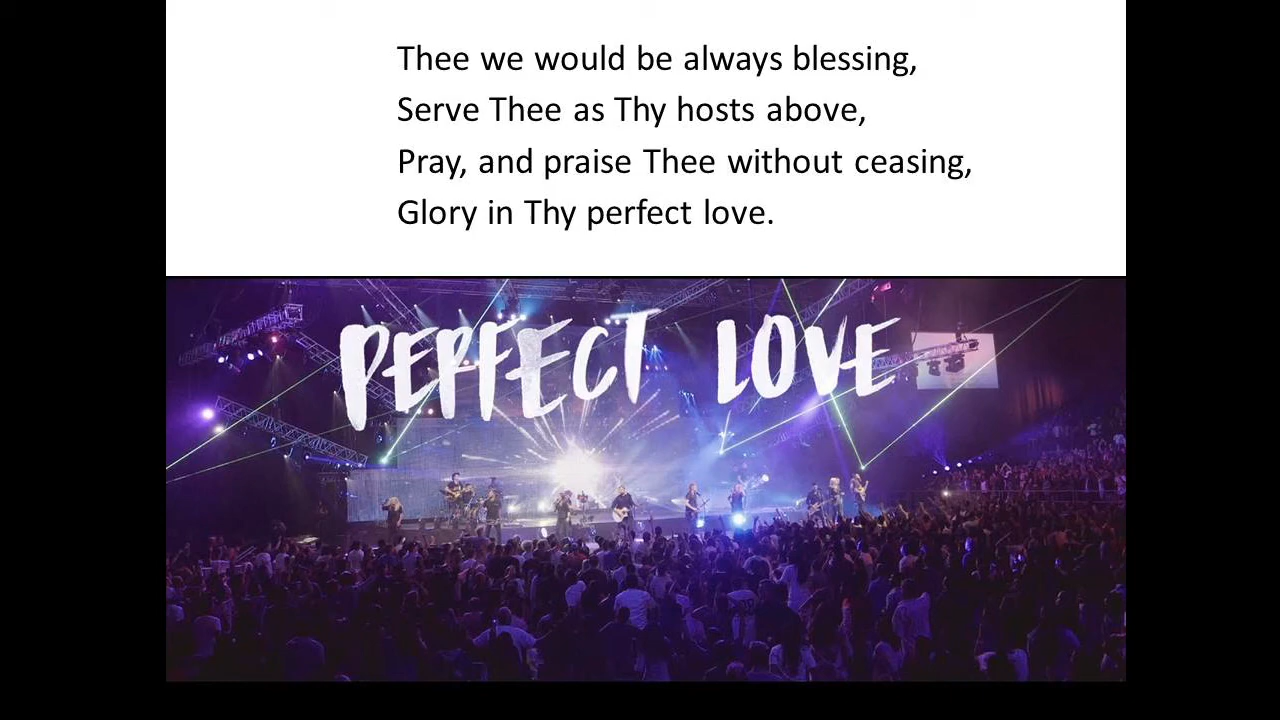 Thee we would be always blessing,
Serve Thee as Thy hosts above,
Pray, and praise Thee without ceasing,
Glory in Thy perfect love.
PERFECT LOVE